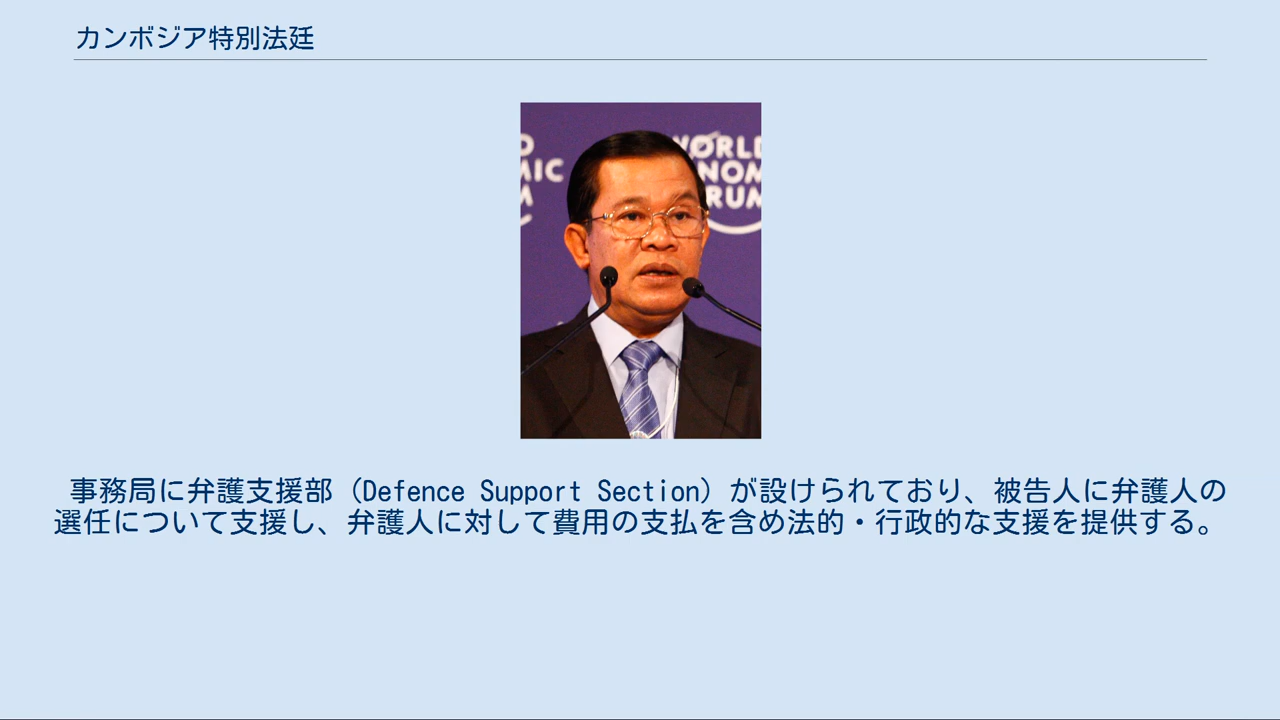 カンボジア特別法廷
WORLD
ECONOMIC
FORUM
事務局に弁護支援部（Defence Support Section）が設けられており、被告人に弁護人の
選任について支援し、弁護人に対して費用の支払を含め法的・行政的な支援を提供する。